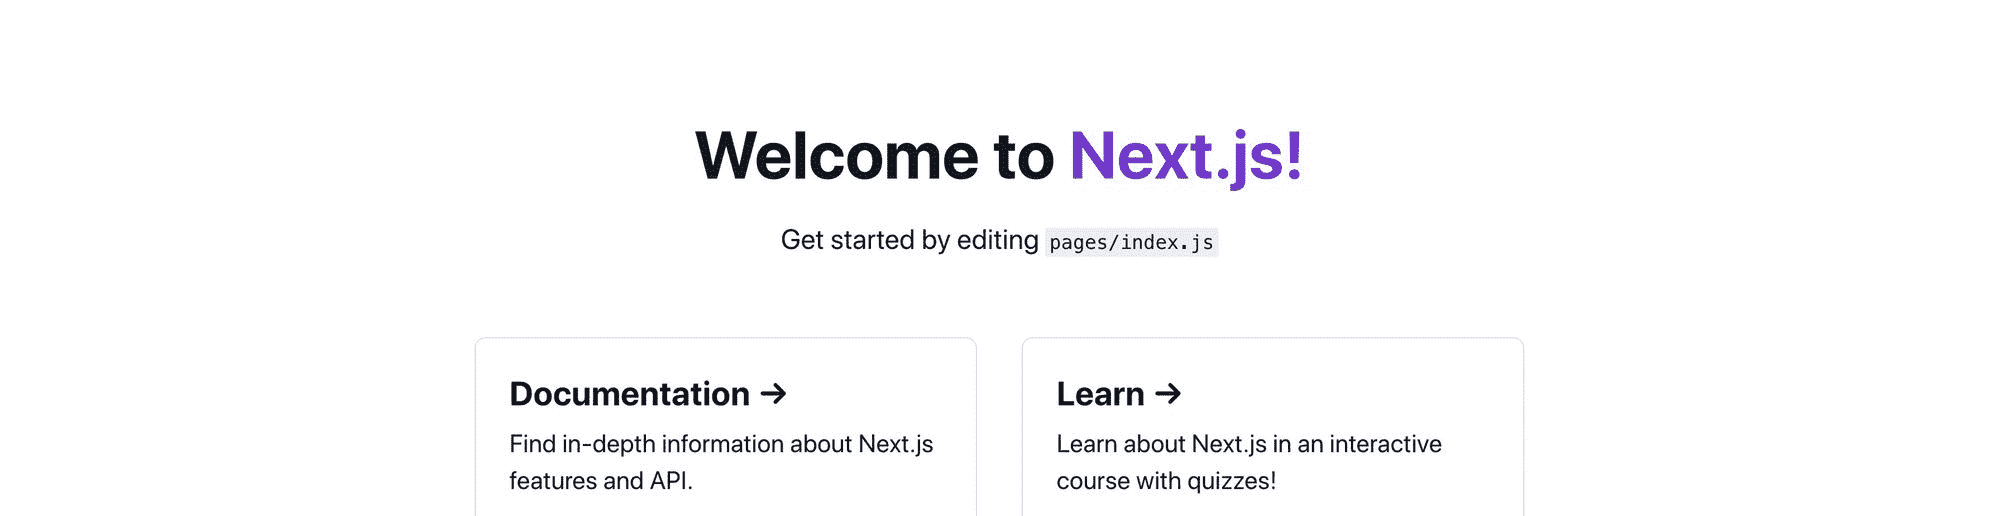 Welcome to Next.js!
Get started by editing pages/index.js
Documentation →
Find in-depth information about Next.js
features and API.
Learn →
Learn about Next.js in an interactive
course with quizzes!